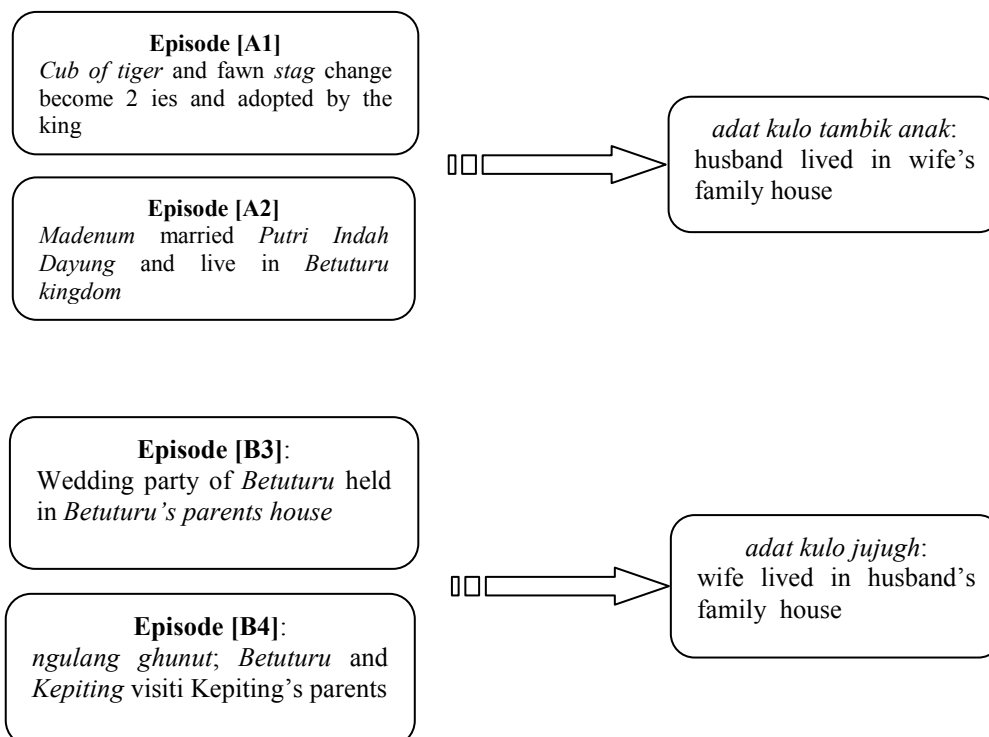 Episode [A1]
Cub of tiger and fawn stag change
become 2 ies and adopted by the
king
adat kulo tambik anak:
husband lived in wife's
family house
Episode [A2]
Madenum married Putri Indah
Dayung and live in Betuturu
kingdom
Episode [B3]:
Wedding party of Betuturu held
in Betuturu’s parents house
adat kulo jujugh:
wife lived in husband’s
family house
Episode [B4]:
ngulang ghunut; Betuturu and
Kepiting visiti Kepiting’s parents